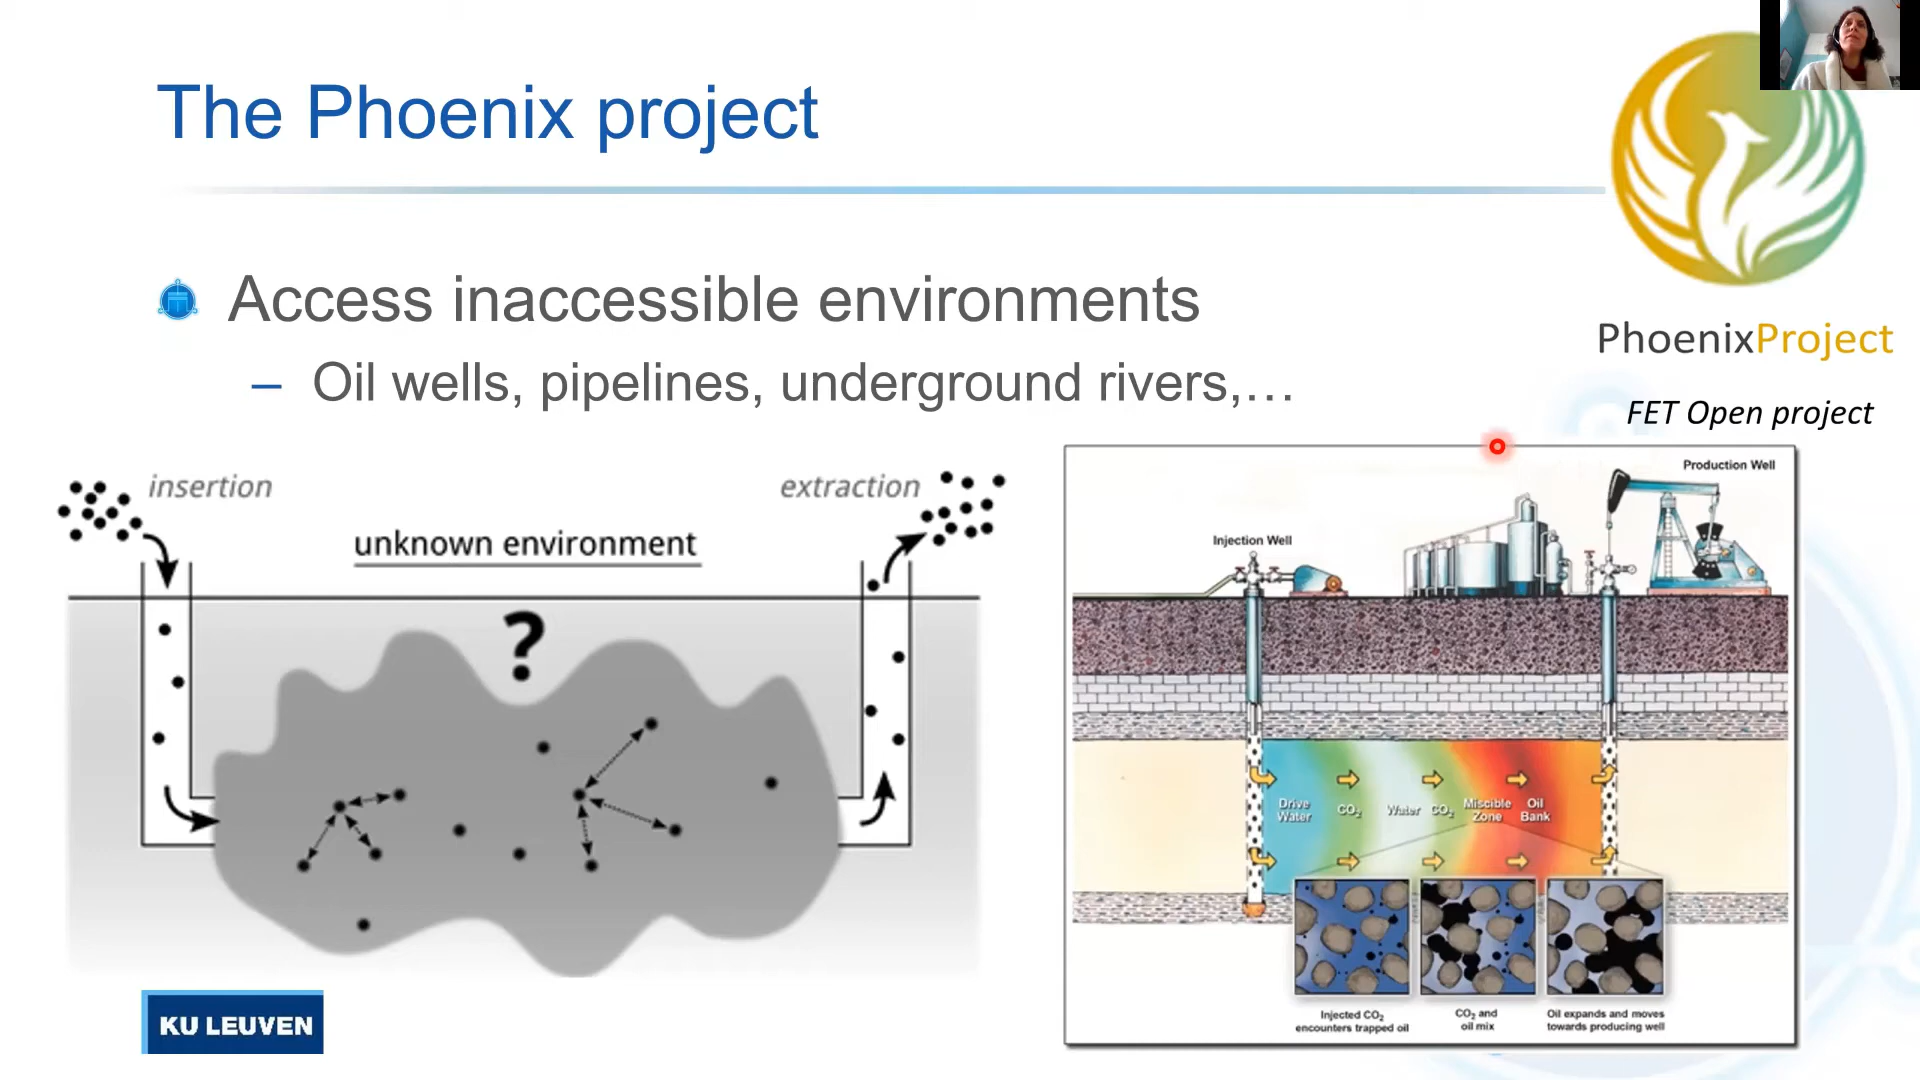 The Phoenix project
Access inaccessible environments
– Oil wells, pipelines, underground rivers,…
PhoenixProject
FET Open project
insertion
extraction
unknown environment
?
Production Well
Injection Well
Drive
Water
CO₂
Water
CO₂
Miscible
Zone
Oil
Bank
Injected CO₂
encounters trapped oil
CO₂ and
oil mix
Oil expands and moves
towards producing well
KU LEUVEN